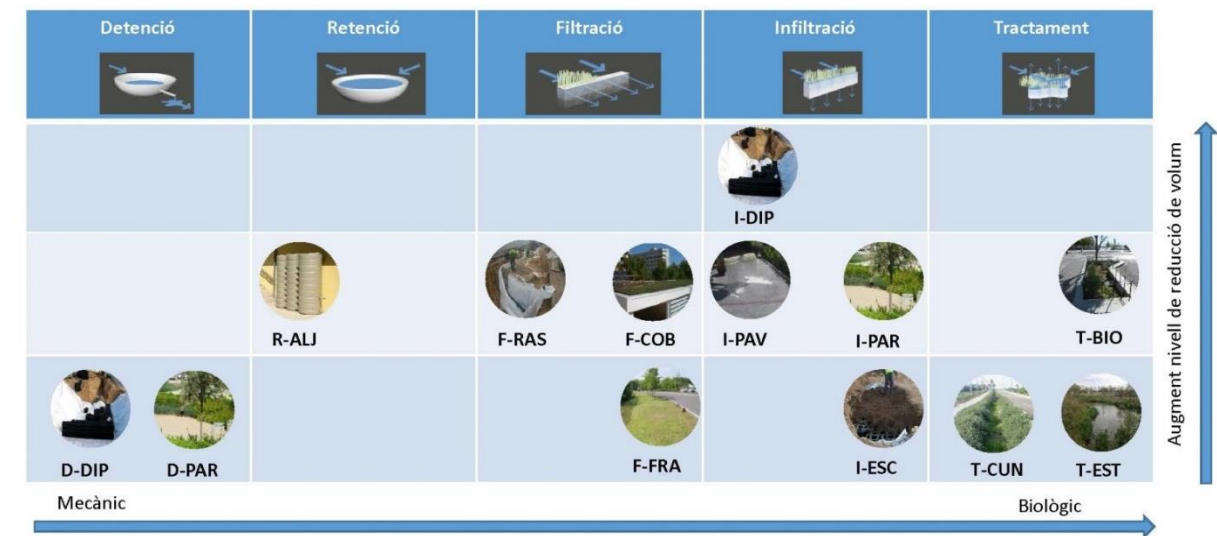 Detenció
Retenció
Filtració
Infiltració
Tractament
I-DIP
R-ALJ
F-RAS
F-COB
I-PAV
I-PAR
T-BIO
D-DIP
D-PAR
F-FRA
I-ESC
T-CUN
T-EST
Mecànic
Biològic
Augment nivell de reducció de volum